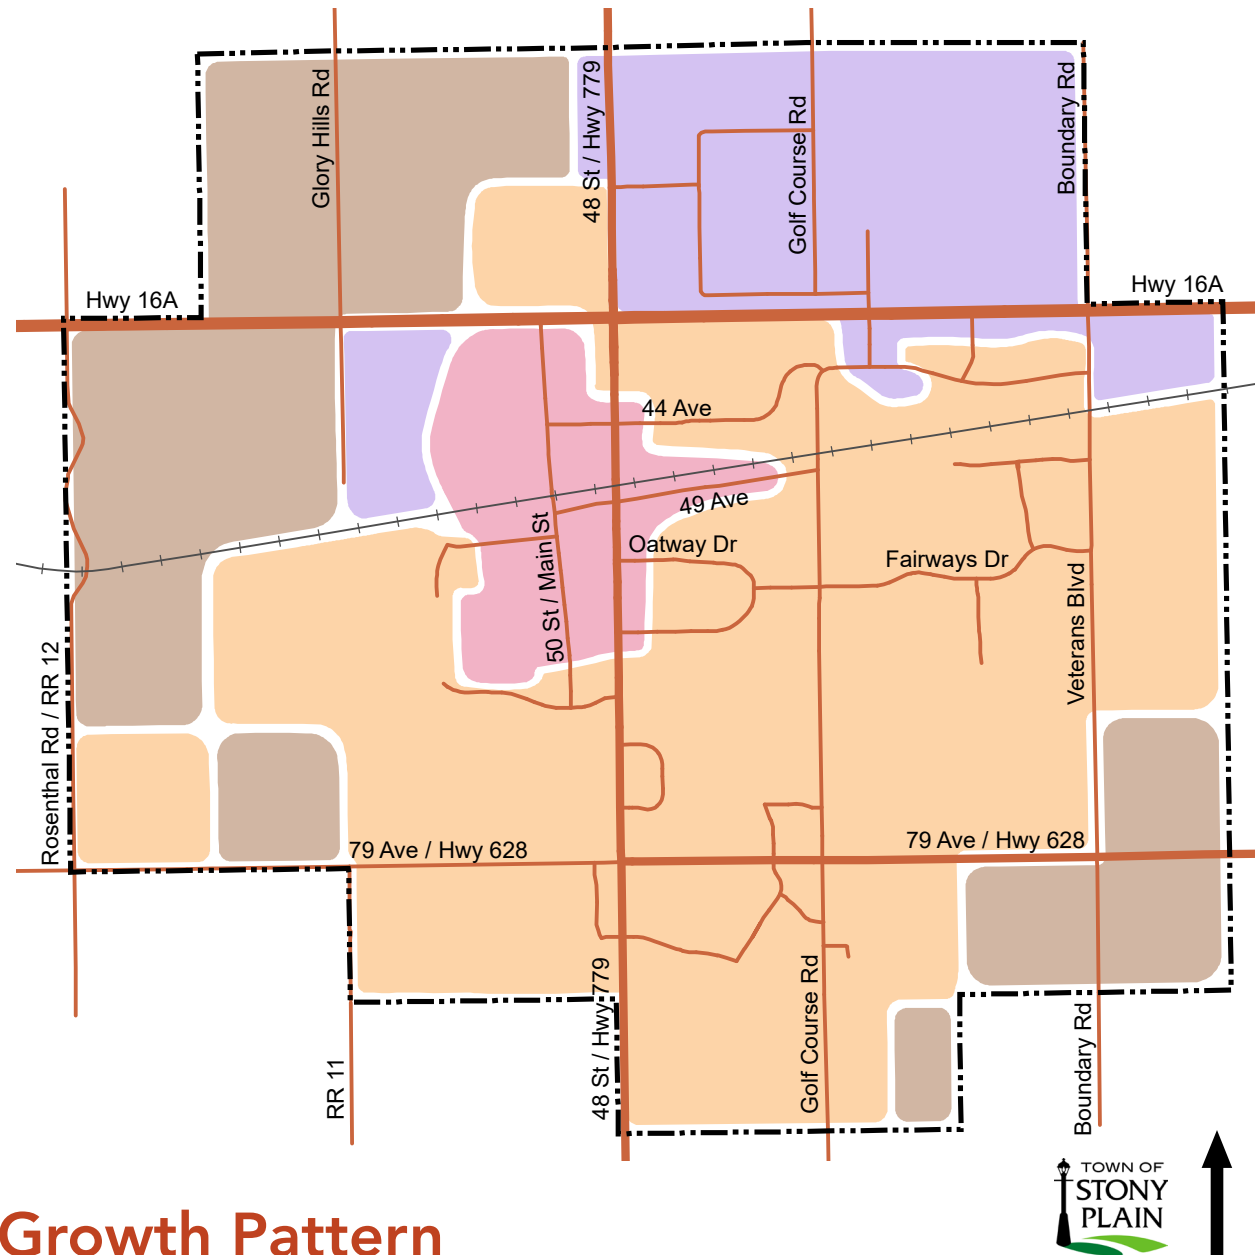 Glory Hills Rd
48 St / Hwy 779
Golf Course Rd
Boundary Rd
Hwy 16A
Hwy 16A
44 Ave
49 Ave
Oatway Dr
Fairways Dr
50 St / Main St
Veterans Blvd
Rosenthal Rd / RR 12
79 Ave / Hwy 628
79 Ave / Hwy 628
48 St / Hwy 779
Golf Course Rd
RR 11
Boundary Rd
TOWN OF
STONY
PLAIN
Growth Pattern